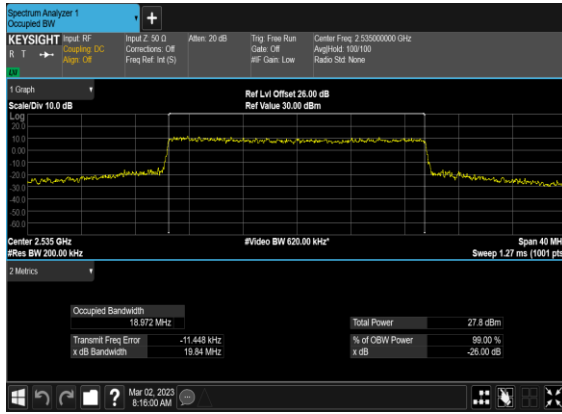 Spectrum Analyzer 1
Occupied BW
+
KEYSIGHT Input: RF Input Z: 50 Ω Atten: 20 dB Trig: Free Run Center Freq: 2.535000000 GHz
R T Coupling: DC Corrections: Off Gate: Off Avg|Hold: 100/100
Align: Off Freq Ref: Int (S) #IF Gain: Low Radio Std: None
LXI
1 Graph Ref Lvl Offset 26.00 dB
Scale/Div 10.0 dB Ref Value 30.00 dBm
Log
20.0
10.0
0.00
-10.0
-20.0
-30.0
-40.0
-50.0
-60.0
Center 2.535 GHz #Video BW 620.00 kHz* Span 40 MH
#Res BW 200.00 kHz Sweep 1.27 ms (1001 pts
2 Metrics
Occupied Bandwidth
18.972 MHz Total Power 27.8 dBm
Transmit Freq Error -11.448 kHz % of OBW Power 99.00 %
x dB Bandwidth 19.84 MHz x dB -26.00 dB
? Mar 02, 2023
8:16:00 AM